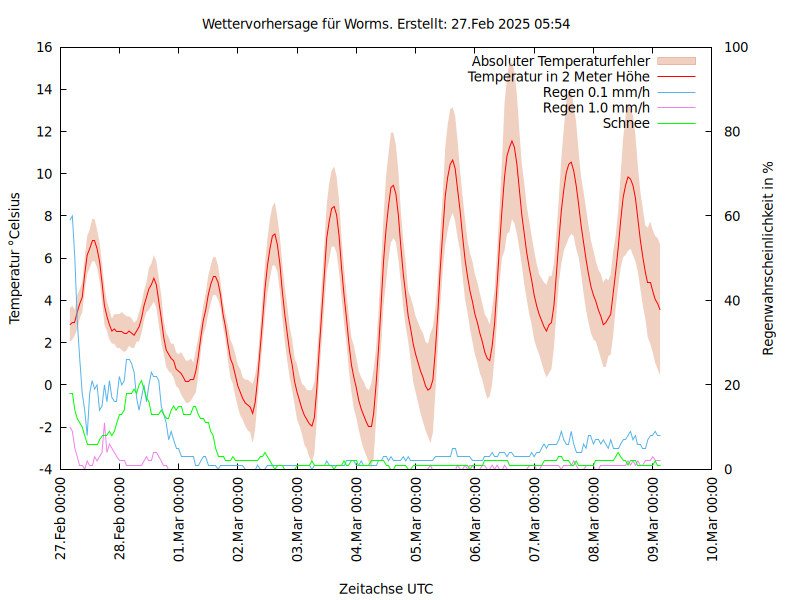 Wettervorhersage für Worms. Erstellt: 27.Feb 2025 05:54
Absoluter Temperaturfehler
Temperatur in 2 Meter Höhe
Regen 0.1 mm/h
Regen 1.0 mm/h
Schnee
Temperatur °Celsius
16
14
12
10
8
6
4
2
0
-2
-4
Regenwahrscheinlichkeit in %
100
80
60
40
20
0
27.Feb 00:00
28.Feb 00:00
01.Mar 00:00
02.Mar 00:00
03.Mar 00:00
04.Mar 00:00
05.Mar 00:00
06.Mar 00:00
07.Mar 00:00
08.Mar 00:00
09.Mar 00:00
10.Mar 00:00
Zeitachse UTC